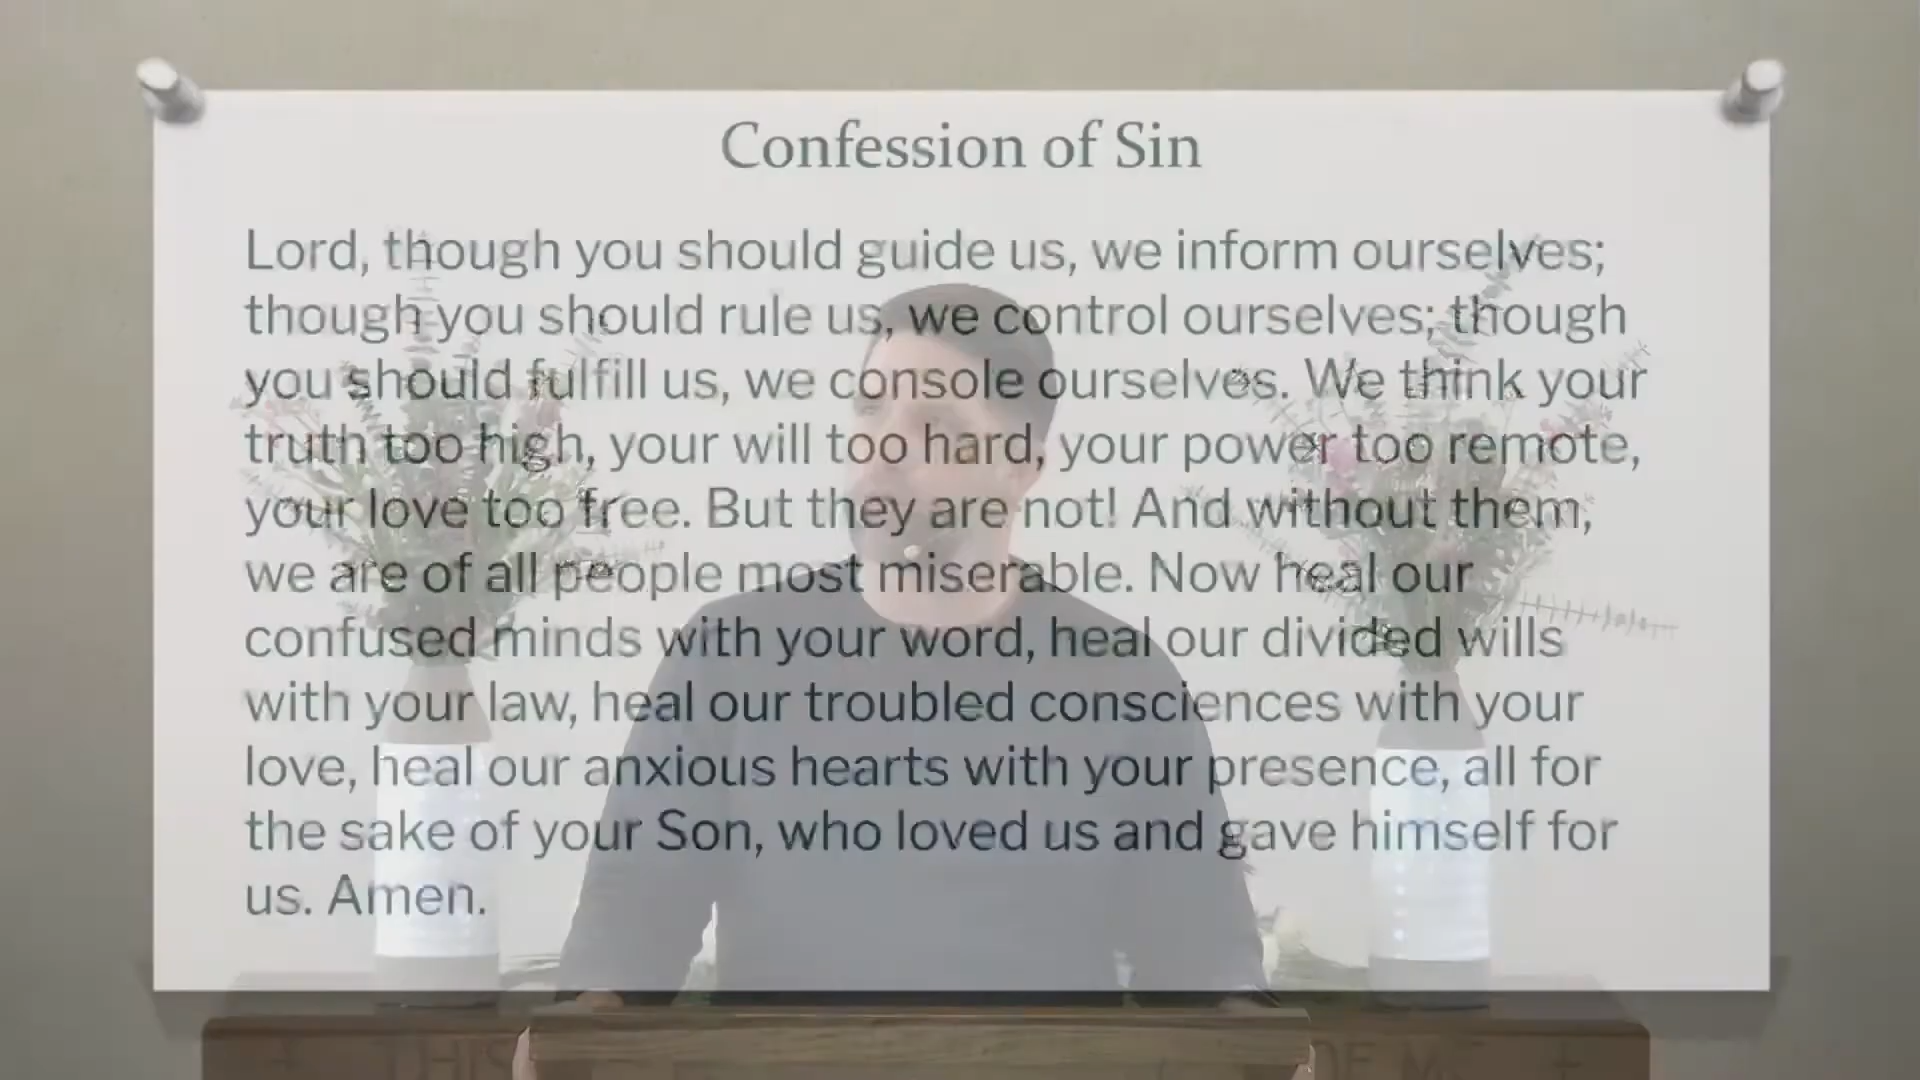 Confession of Sin
Lord, though you should guide us, we inform ourselves;
though you should rule us, we control ourselves; though
you should fulfill us, we console ourselves. We think your
truth too high, your will too hard, your power too remote,
your love too free. But they are not! And without them,
we are of all people most miserable. Now heal our
confused minds with your word, heal our divided wills
with your law, heal our troubled consciences with your
love, heal our anxious hearts with your presence, all for
the sake of your Son, who loved us and gave himself for
us. Amen.
THIS OF ME